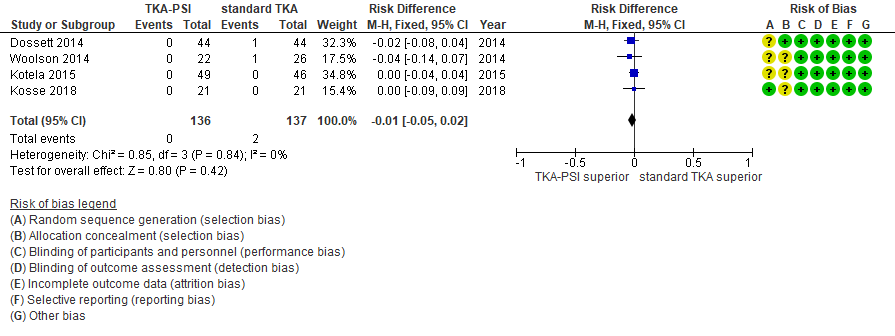 TKA-PSI standard TKA Risk Difference Risk Difference Risk of Bias
Study or Subgroup Events Total Events Total Weight M-H, Fixed, 95% CI Year M-H, Fixed, 95% CI A B C D E F G
Dossett 2014 0 44 1 44 32.3% -0.02 [-0.08, 0.04] 2014 ? + + + + + +
Woolson 2014 0 22 1 26 17.5% -0.04 [-0.14, 0.07] 2014 ? ? + + + + +
Kotela 2015 0 49 0 46 34.8% 0.00 [-0.04, 0.04] 2015 ? ? + + + + +
Kosse 2018 0 21 0 21 15.4% 0.00 [-0.09, 0.09] 2018 + ? + + + + +
Total (95% CI) 136 137 100.0% -0.01 [-0.05, 0.02]
Total events 0 2
Heterogeneity: Chi² = 0.85, df = 3 (P = 0.84); I² = 0%
Test for overall effect: Z = 0.80 (P = 0.42)
-1 -0.5 0 0.5 1
TKA-PSI superior standard TKA superior
Risk of bias legend
(A) Random sequence generation (selection bias)
(B) Allocation concealment (selection bias)
(C) Blinding of participants and personnel (performance bias)
(D) Blinding of outcome assessment (detection bias)
(E) Incomplete outcome data (attrition bias)
(F) Selective reporting (reporting bias)
(G) Other bias